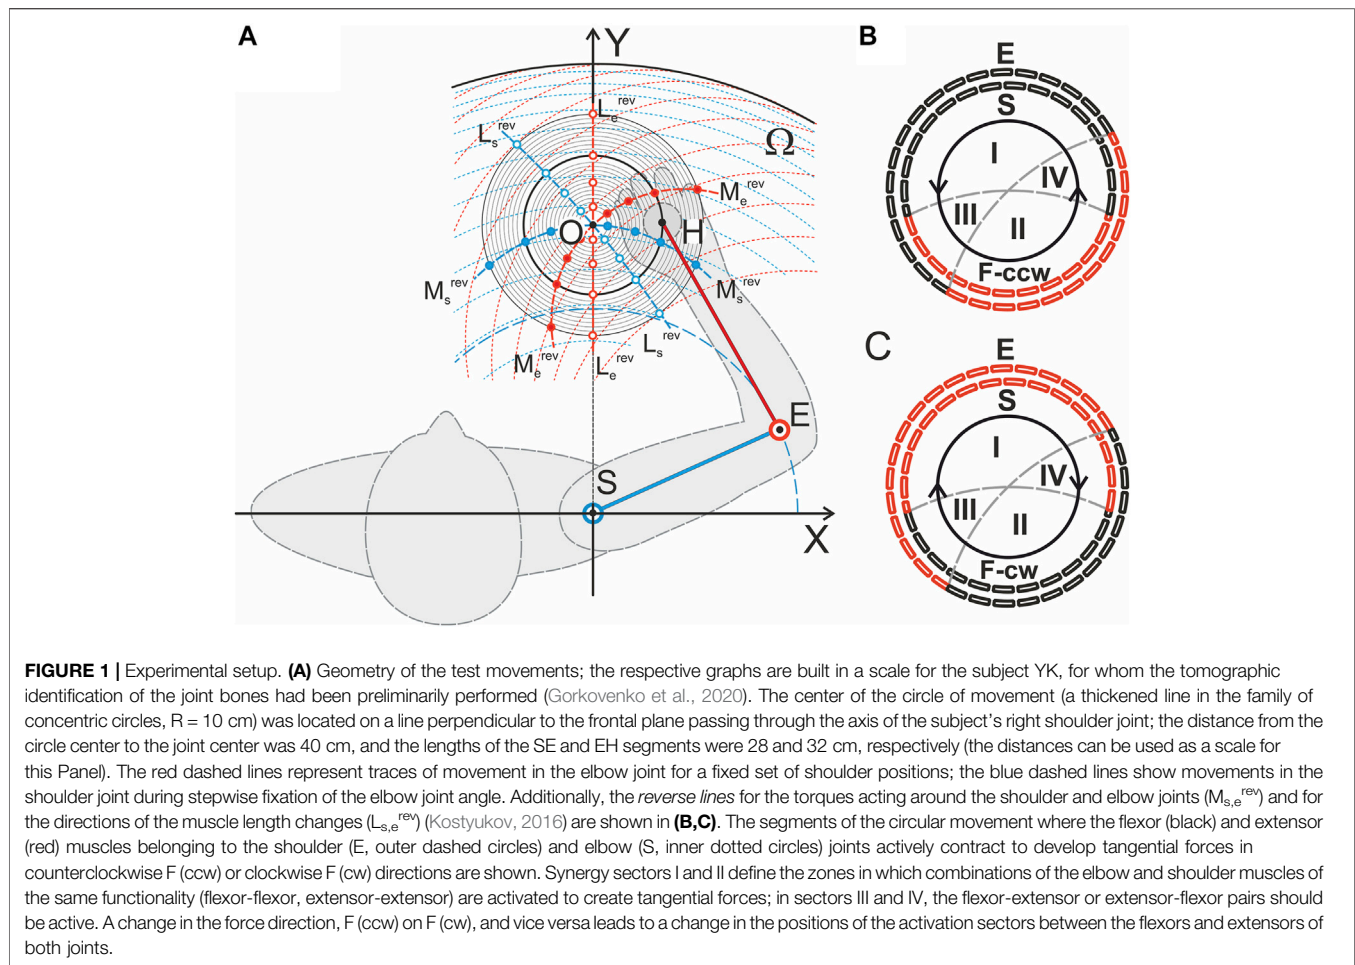 A
Y
L_e^rev
L_s^rev
Ω
M_e^rev
O
H
M_s^rev
M_s^rev
L_s^rev
M_e^rev
L_e^rev
E
S
X
B
E
S
I
IV
III
II
F-ccw
C
E
S
I
IV
III
II
F-cw
FIGURE 1 | Experimental setup. (A) Geometry of the test movements; the respective graphs are built in a scale for the subject YK, for whom the tomographic
identification of the joint bones had been preliminarily performed (Gorkovenko et al., 2020). The center of the circle of movement (a thickened line in the family of
concentric circles, R = 10 cm) was located on a line perpendicular to the frontal plane passing through the axis of the subject's right shoulder joint; the distance from the
circle center to the joint center was 40 cm, and the lengths of the SE and EH segments were 28 and 32 cm, respectively (the distances can be used as a scale for
this Panel). The red dashed lines represent traces of movement in the elbow joint for a fixed set of shoulder positions; the blue dashed lines show movements in the
shoulder joint during stepwise fixation of the elbow joint angle. Additionally, the reverse lines for the torques acting around the shoulder and elbow joints (M_s,e^rev) and for
the directions of the muscle length changes (L_s,e^rev) (Kostyukov, 2016) are shown in (B,C). The segments of the circular movement where the flexor (black) and extensor
(red) muscles belonging to the shoulder (E, outer dashed circles) and elbow (S, inner dotted circles) joints actively contract to develop tangential forces in
counterclockwise F (ccw) or clockwise F (cw) directions are shown. Synergy sectors I and II define the zones in which combinations of the elbow and shoulder muscles of
the same functionality (flexor-flexor, extensor-extensor) are activated to create tangential forces; in sectors III and IV, the flexor-extensor or extensor-flexor pairs should
be active. A change in the force direction, F (ccw) on F (cw), and vice versa leads to a change in the positions of the activation sectors between the flexors and extensors of
both joints.